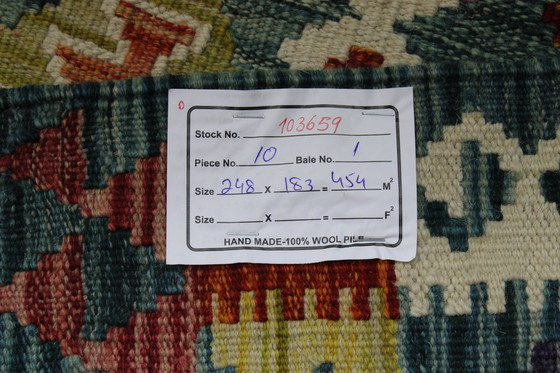 0
Stock No. 103659
Piece No. 10 Bale No. 1
Size 248 X 183 = 454 M²
Size X = F²
HAND MADE-100% WOOL PILE